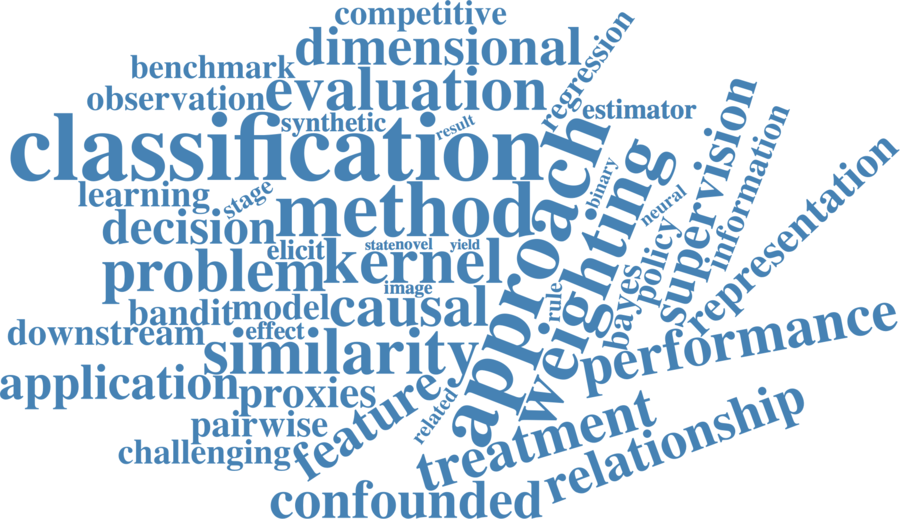 competitive
dimensional
regression
benchmark
evaluation
observation
estimator
synthetic
result
classification
supervision
information
approach
weighting
representation
learning
stage
binary
neural
decision
method
policy
elicit
state
novel
yield
problem
kernel
image
rule
bayes
bandit
model
causal
downstream
effect
similarity
performance
application
proxies
feature
related
treatment
relationship
pairwise
challenging
confounded